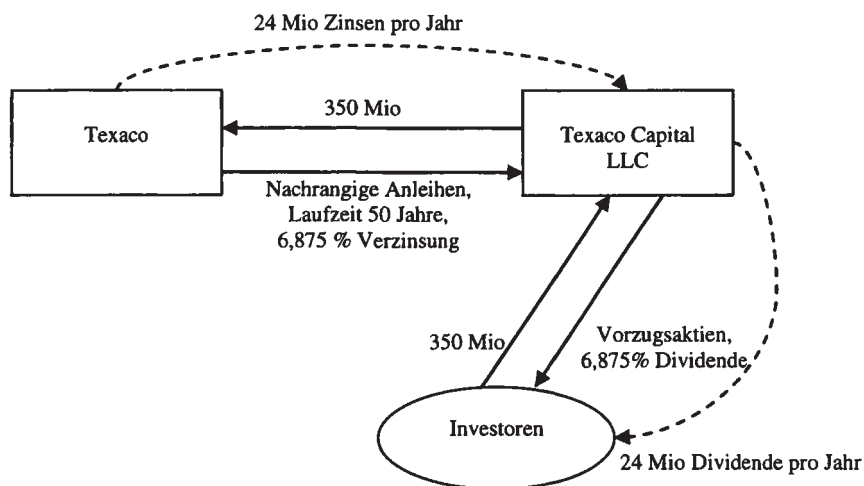 24 Mio Zinsen pro Jahr
350 Mio
Texaco
Texaco Capital
LLC
Nachrangige Anleihen,
Laufzeit 50 Jahre,
6,875 % Verzinsung
350 Mio
Vorzugsaktien,
6,875% Dividende
Investoren
24 Mio Dividende pro Jahr